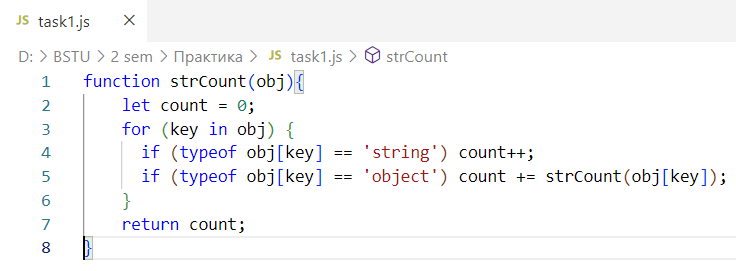 JS task1.js ×
D: > BSTU > 2 sem > Практика > JS task1.js > strCount
1 function strCount(obj){
2 let count = 0;
3 for (key in obj) {
4 if (typeof obj[key] == 'string') count++;
5 if (typeof obj[key] == 'object') count += strCount(obj[key]);
6 }
7 return count;
8 }